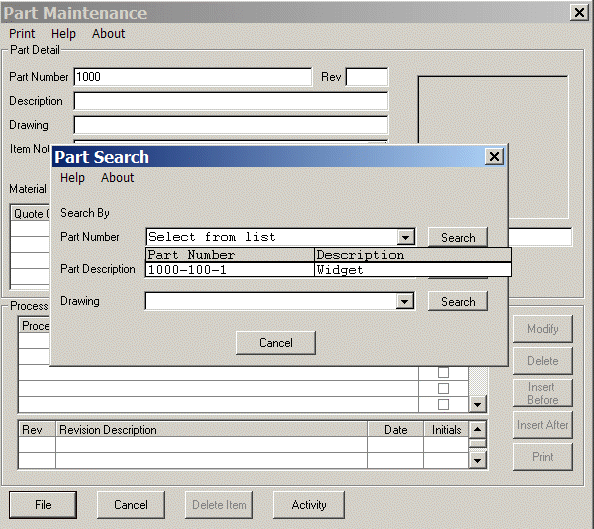 Part Maintenance
Print Help About
Part Detail
Part Number 1000 Rev
Description
Drawing
Item
Part Search
Help About
Material
Search By
Quote
Part Number Select from list Search
Part Number Description
Part Description 1000-100-1 Widget
Drawing Search
Process
Cancel
Modify
Delete
Insert Before
Insert After
Rev Revision Description Date Initials
Print
File Cancel Delete Item Activity